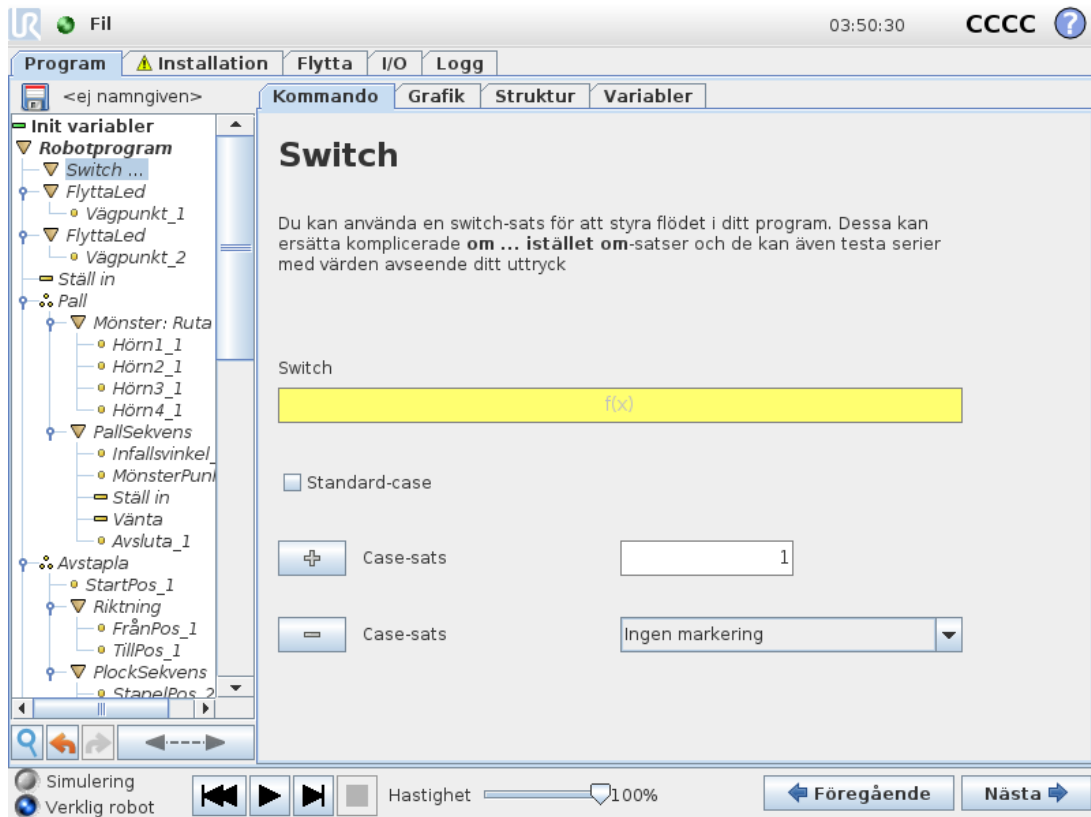 UR Fil 03:50:30 CCCC ?
Program Installation Flytta I/O Logg
<ej namngiven> Kommando Grafik Struktur Variabler
Init variabler
Robotprogram
Switch ...
FlyttaLed
Vägpunkt_1
FlyttaLed
Vägpunkt_2
Ställ in
Pall
Mönster: Ruta
Hörn1_1
Hörn2_1
Hörn3_1
Hörn4_1
PallSekvens
Infallsvinkel_
MönsterPunk
Ställ in
Vänta
Avsluta_1
Avstapla
StartPos_1
Riktning
FrånPos_1
TillPos_1
PlockSekvens
StapelPos_2
Switch
Du kan använda en switch-sats för att styra flödet i ditt program. Dessa kan
ersätta komplicerade om ... istället om-satser och de kan även testa serier
med värden avseende ditt uttryck
Switch
f(x)
Standard-case
Case-sats 1
Case-sats Ingen markering
Simulering
Verklig robot
Hastighet 100%
Föregående Nästa